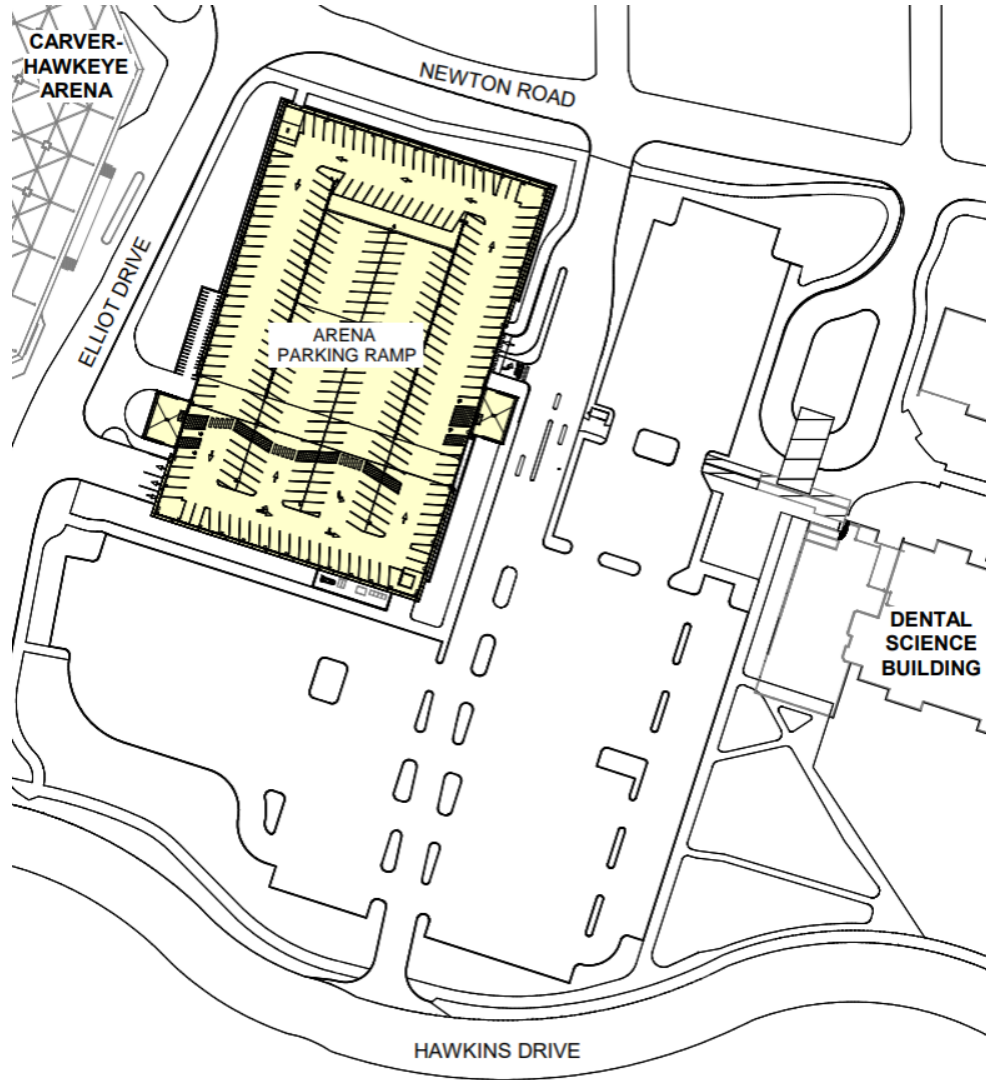 CARVER-
HAWKEYE
ARENA
NEWTON ROAD
ELLIOT DRIVE
ARENA
PARKING RAMP
DENTAL
SCIENCE
BUILDING
HAWKINS DRIVE